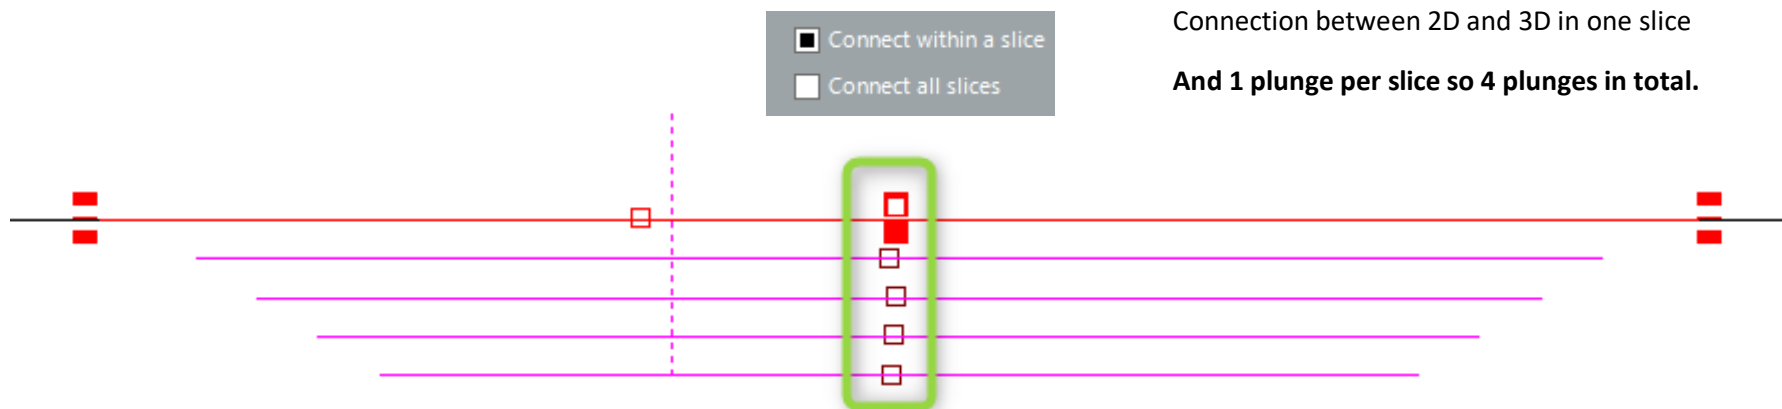 Connection between 2D and 3D in one slice
Connect within a slice
And 1 plunge per slice so 4 plunges in total.
Connect all slices